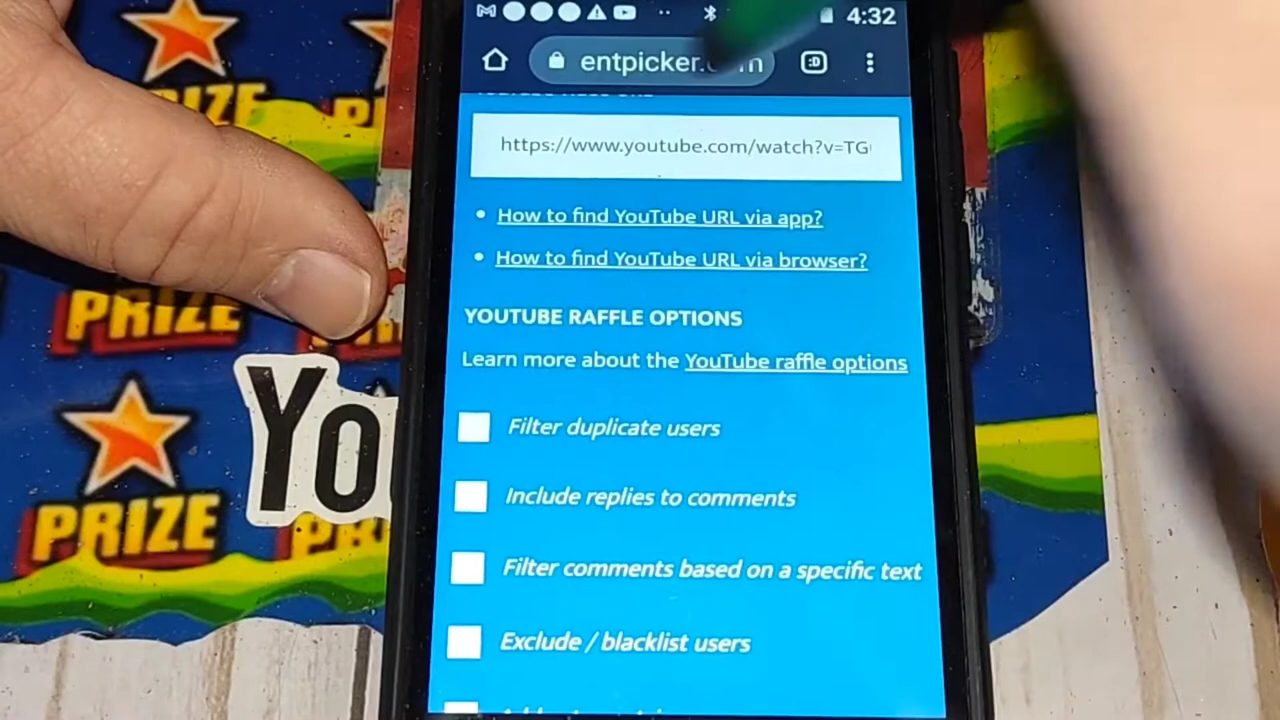 4:32
entpicker.
https://www.youtube.com/watch?v=TG
How to find YouTube URL via app?
How to find YouTube URL via browser?
YOUTUBE RAFFLE OPTIONS
Learn more about the YouTube raffle options
Filter duplicate users
Include replies to comments
Filter comments based on a specific text
Exclude / blacklist users
PRIZE
PRIZE
Yo
PRIZE